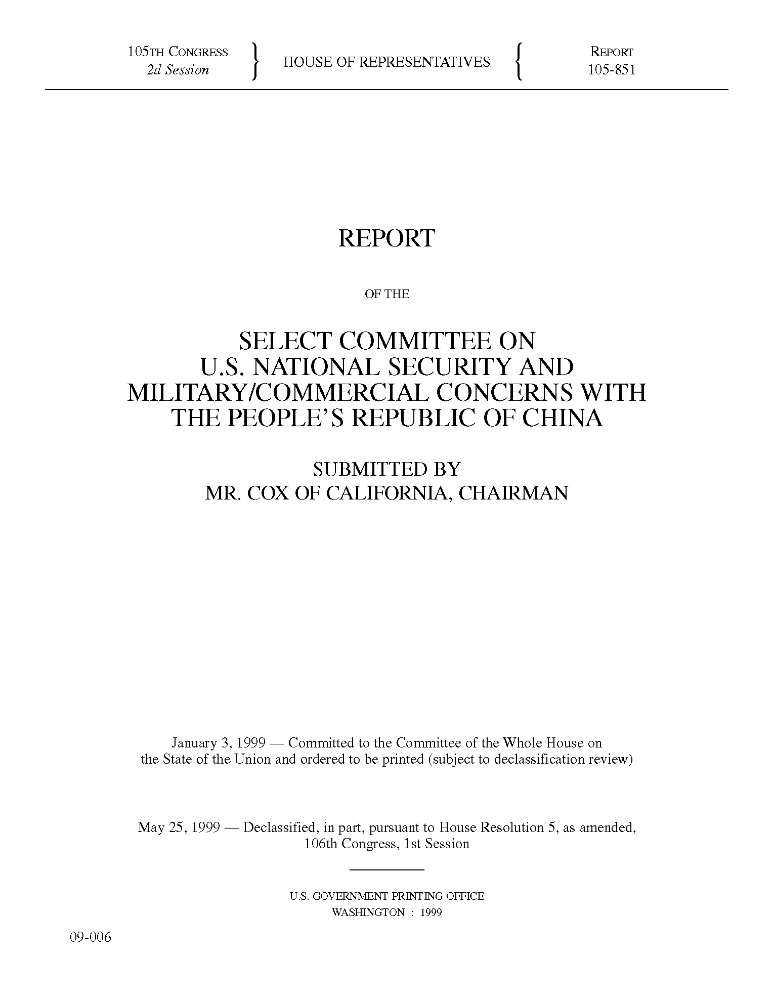 105TH CONGRESS
2d Session
HOUSE OF REPRESENTATIVES
REPORT
105-851
REPORT
OF THE
SELECT COMMITTEE ON
U.S. NATIONAL SECURITY AND
MILITARY/COMMERCIAL CONCERNS WITH
THE PEOPLE’S REPUBLIC OF CHINA
SUBMITTED BY
MR. COX OF CALIFORNIA, CHAIRMAN
January 3, 1999 — Committed to the Committee of the Whole House on
the State of the Union and ordered to be printed (subject to declassification review)
May 25, 1999 — Declassified, in part, pursuant to House Resolution 5, as amended,
106th Congress, 1st Session
U.S. GOVERNMENT PRINTING OFFICE
WASHINGTON : 1999
09-006